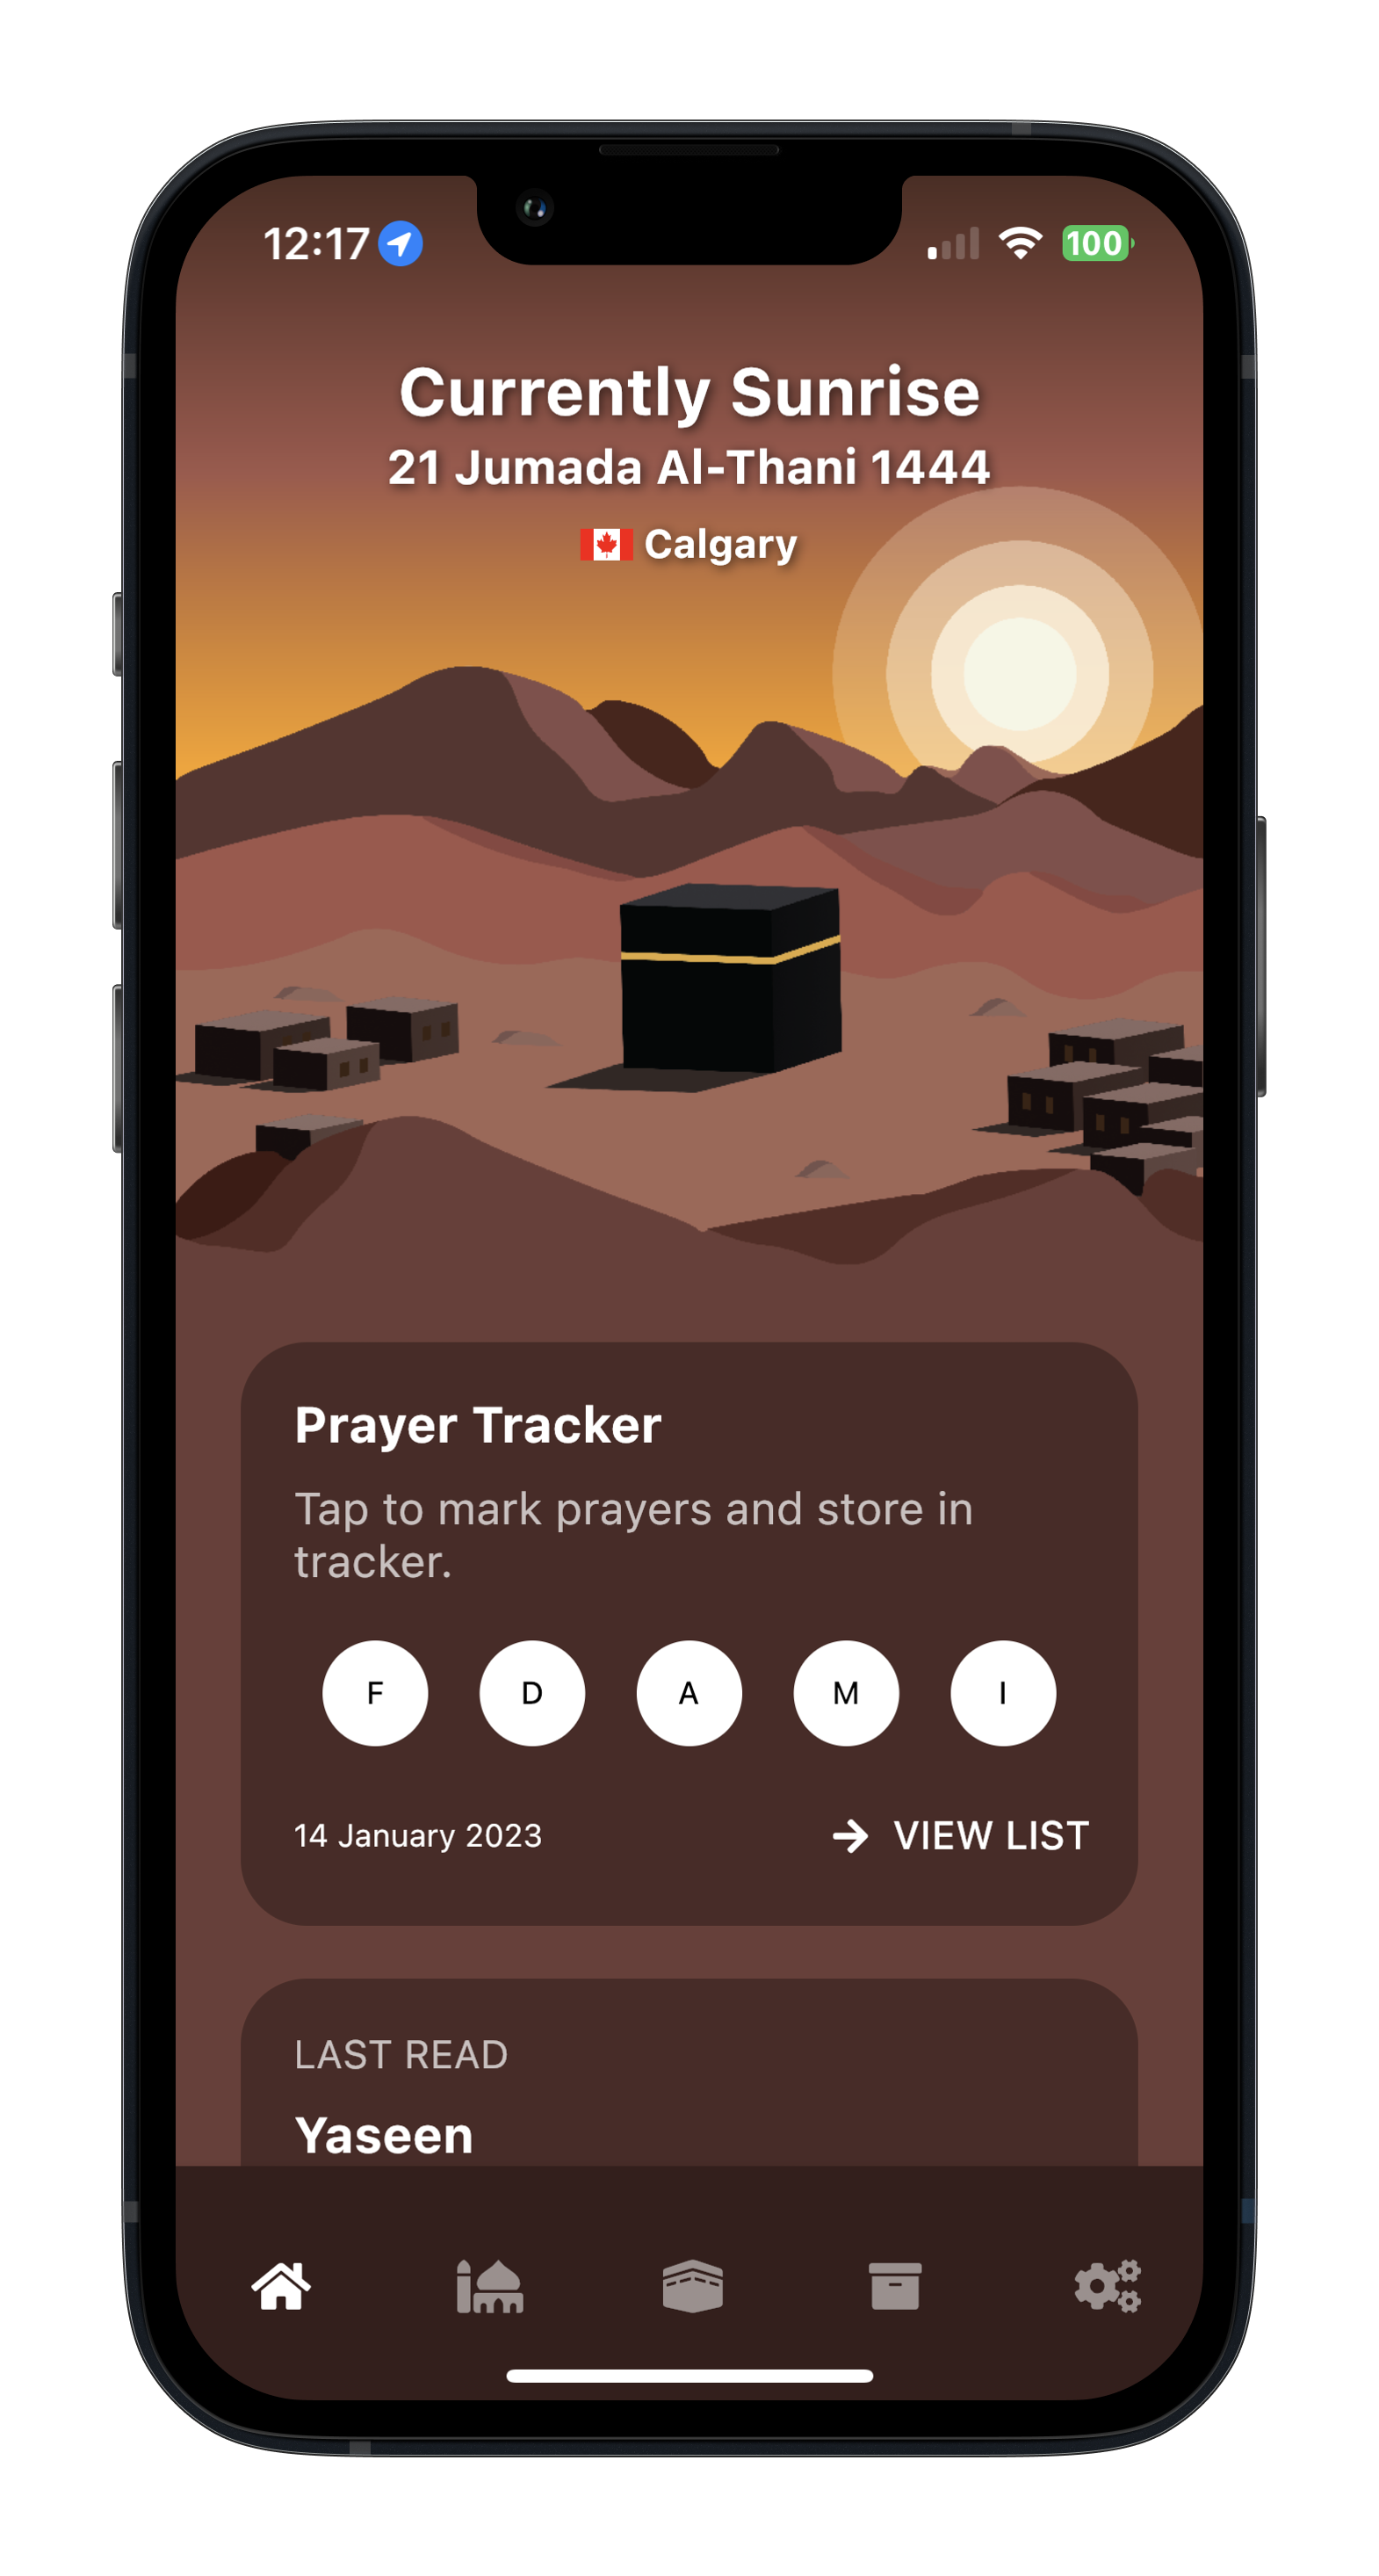 12:17
100
Currently Sunrise
21 Jumada Al-Thani 1444
Calgary
Prayer Tracker
Tap to mark prayers and store in
tracker.
F D A M I
14 January 2023 VIEW LIST
LAST READ
Yaseen